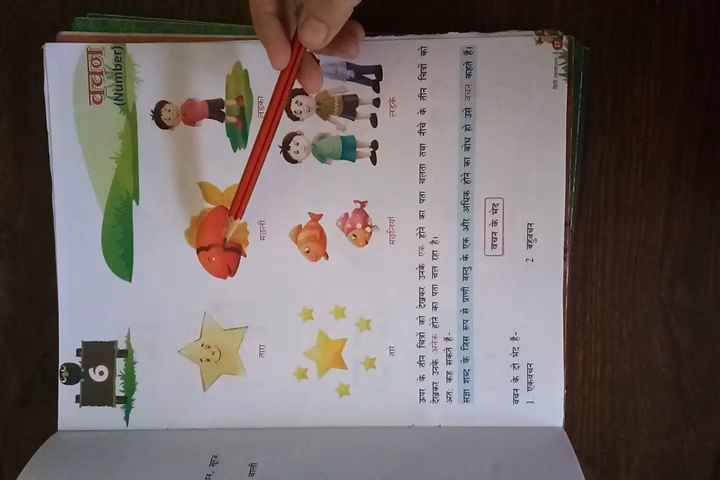 6
वचन
(Number)
तारा
मछली
लड़का
तारे
मछलियाँ
लड़के
ऊपर के तीन चित्रों को देखकर उनके एक होने का पता चलता तथा नीचे के तीन चित्रों को
देखकर उनके अनेक होने का पता चल रहा है।
अतः कह सकते हैं-
संज्ञा शब्द के जिस रूप से प्राणी वस्तु के एक और अधिक होने का बोध हो उसे वचन कहते हैं।
वचन के भेद
वचन के दो भेद हैं-
1. एकवचन
2. बहुवचन
वाली